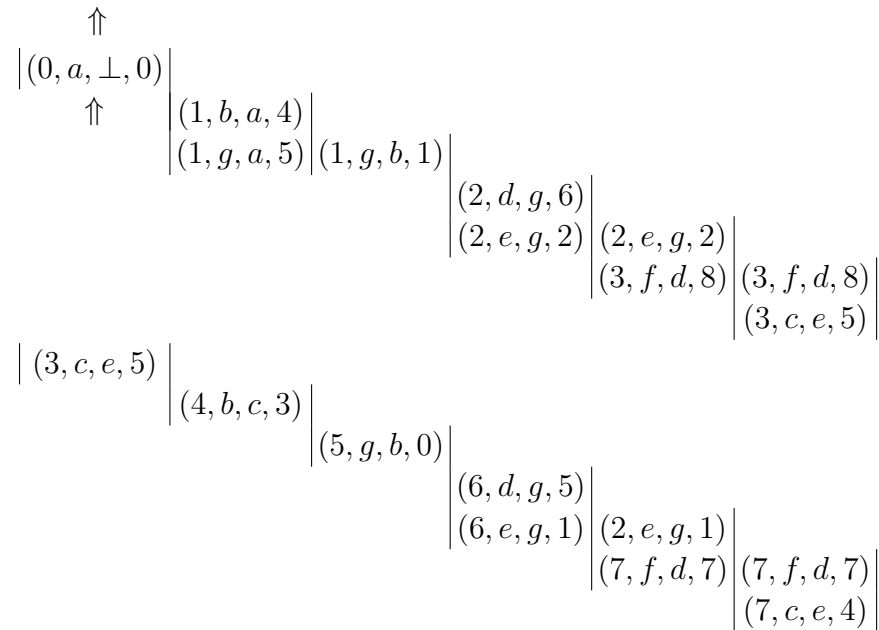 ⇑
|(0, a, ⊥, 0)|
⇑ |(1, b, a, 4)|
|(1, g, a, 5)|(1, g, b, 1)|
|(2, d, g, 6)|
|(2, e, g, 2)|(2, e, g, 2)|
|(3, f, d, 8)|(3, f, d, 8)|
|(3, c, e, 5)|
| (3, c, e, 5) |
|(4, b, c, 3)|
|(5, g, b, 0)|
|(6, d, g, 5)|
|(6, e, g, 1)|(2, e, g, 1)|
|(7, f, d, 7)|(7, f, d, 7)|
|(7, c, e, 4)|